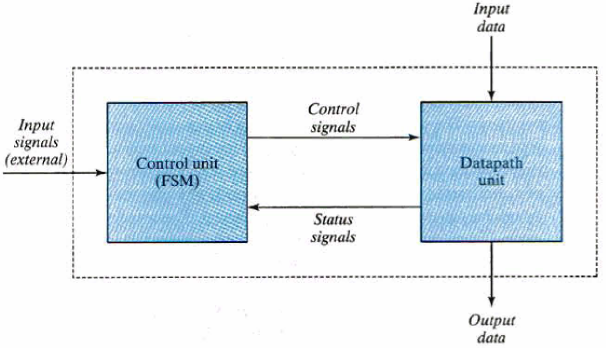 Input
data
Control
signals
Input
signals
(external)
Control unit
(FSM)
Datapath
unit
Status
signals
Output
data